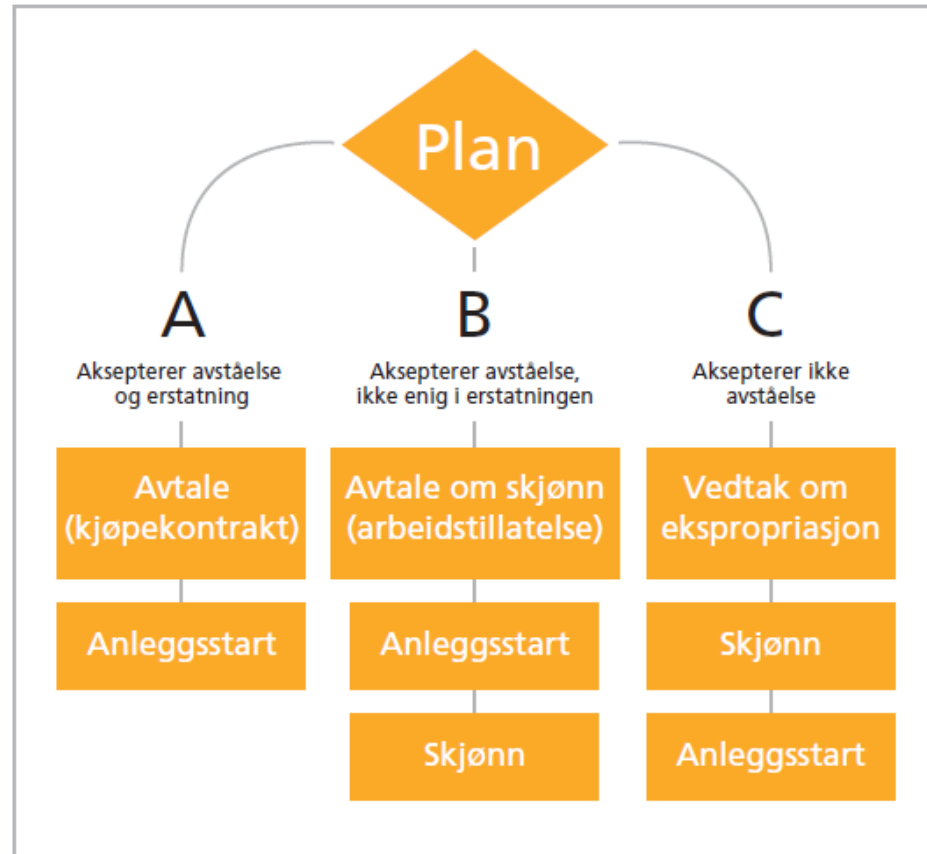 Plan
A
Aksepterer avståelse
og erstatning
Avtale
(kjøpekontrakt)
Anleggsstart
B
Aksepterer avståelse,
ikke enig i erstatningen
Avtale om skjønn
(arbeidstillatelse)
Anleggsstart
Skjønn
C
Aksepterer ikke
avståelse
Vedtak om
ekspropriasjon
Skjønn
Anleggsstart